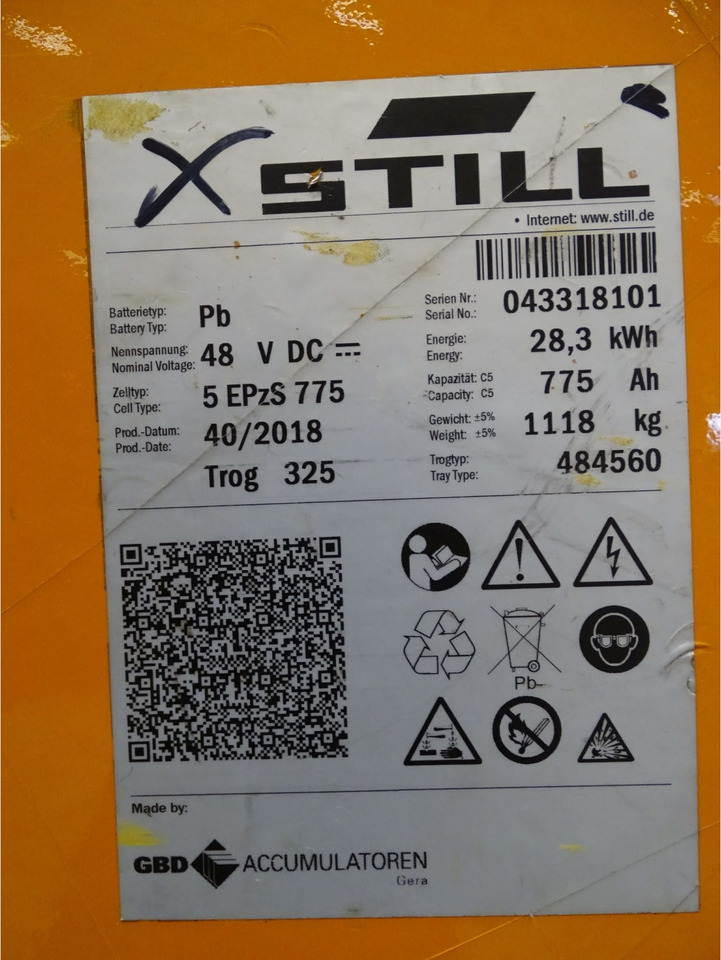 STILL
• Internet: www.still.de
Batterietyp: Pb
Battery Typ:
Nennspannung: 48 V DC
Nominal Voltage:
Zelltyp: 5 EPzS 775
Cell Type:
Prod.-Datum: 40/2018
Prod.-Date:
Trog 325
Serien Nr.: 043318101
Serial No.:
Energie: 28,3 kWh
Energy:
Kapazität: C5 775 Ah
Capacity: C5
Gewicht: ±5% 1118 kg
Weight: ±5%
Trogtyp: 484560
Tray Type:
Pb
Made by:
GBD ACCUMULATOREN
Gera